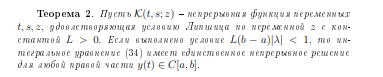 Теорема 2. Пусть K(t, s; z) – непрерывная функция переменных
t, s, z, удовлетворяющая условию Липшица по переменной z с кон-
стантой L > 0. Если выполнено условие L(b − a)|λ| < 1, то ин-
тегральное уравнение (34) имеет единственное непрерывное решение
для любой правой части y(t) ∈ C[a, b].